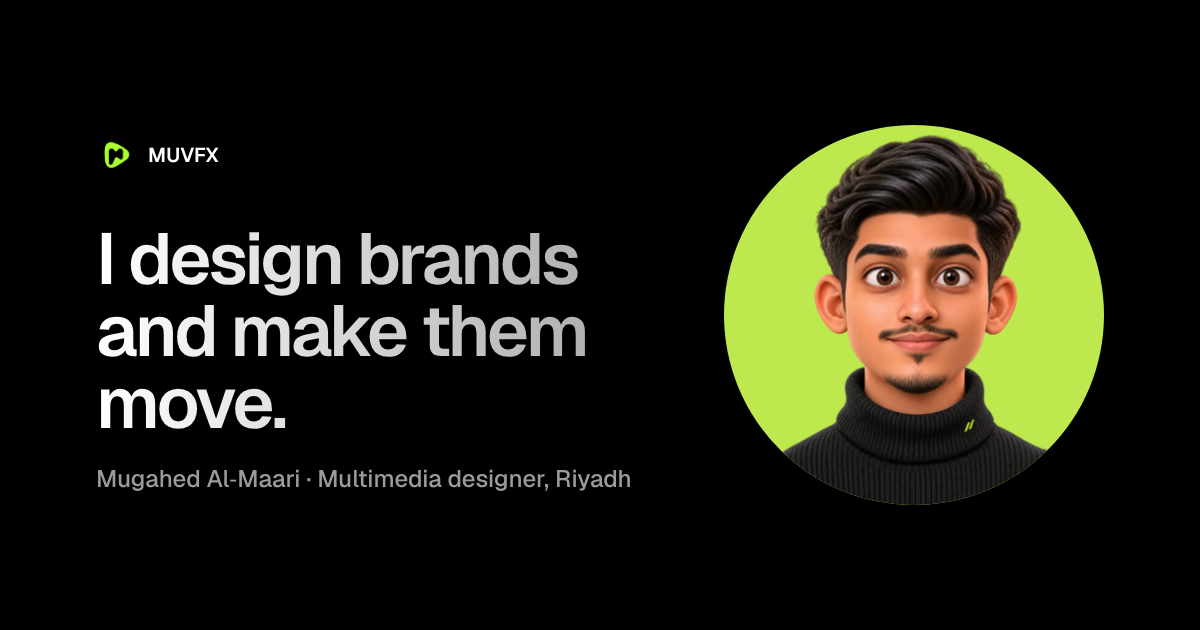 MUVFX
I design brands
and make them
move.
Mugahed Al-Maari · Multimedia designer, Riyadh